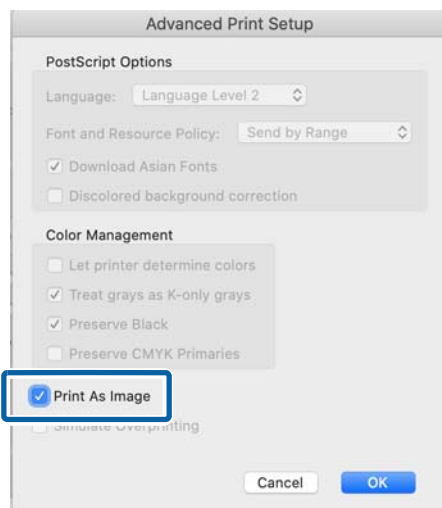 Advanced Print Setup
PostScript Options
Language: Language Level 2
Font and Resource Policy: Send by Range
Download Asian Fonts
Discolored background correction
Color Management
Let printer determine colors
Treat grays as K-only grays
Preserve Black
Preserve CMYK Primaries
Print As Image
Simulate Overprinting
Cancel OK